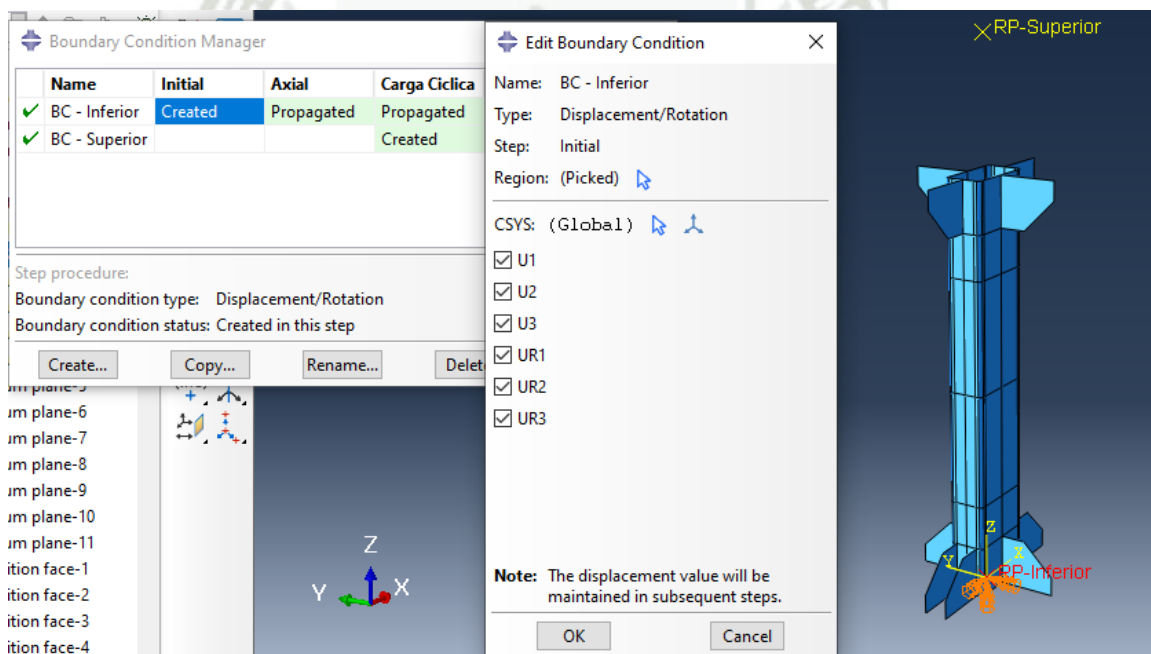 Boundary Condition Manager
Name Initial Axial Carga Ciclica
BC - Inferior Created Propagated Propagated
BC - Superior Created
Step procedure:
Boundary condition type: Displacement/Rotation
Boundary condition status: Created in this step
Create... Copy... Rename... Delet
um plane-5
um plane-6
um plane-7
um plane-8
um plane-9
um plane-10
um plane-11
ition face-1
ition face-2
ition face-3
ition face-4
Z
Y X
Edit Boundary Condition
Name: BC - Inferior
Type: Displacement/Rotation
Step: Initial
Region: (Picked)
CSYS: (Global)
U1
U2
U3
UR1
UR2
UR3
Note: The displacement value will be
maintained in subsequent steps.
OK Cancel
RP-Superior
Z
Y X
RP-Inferior